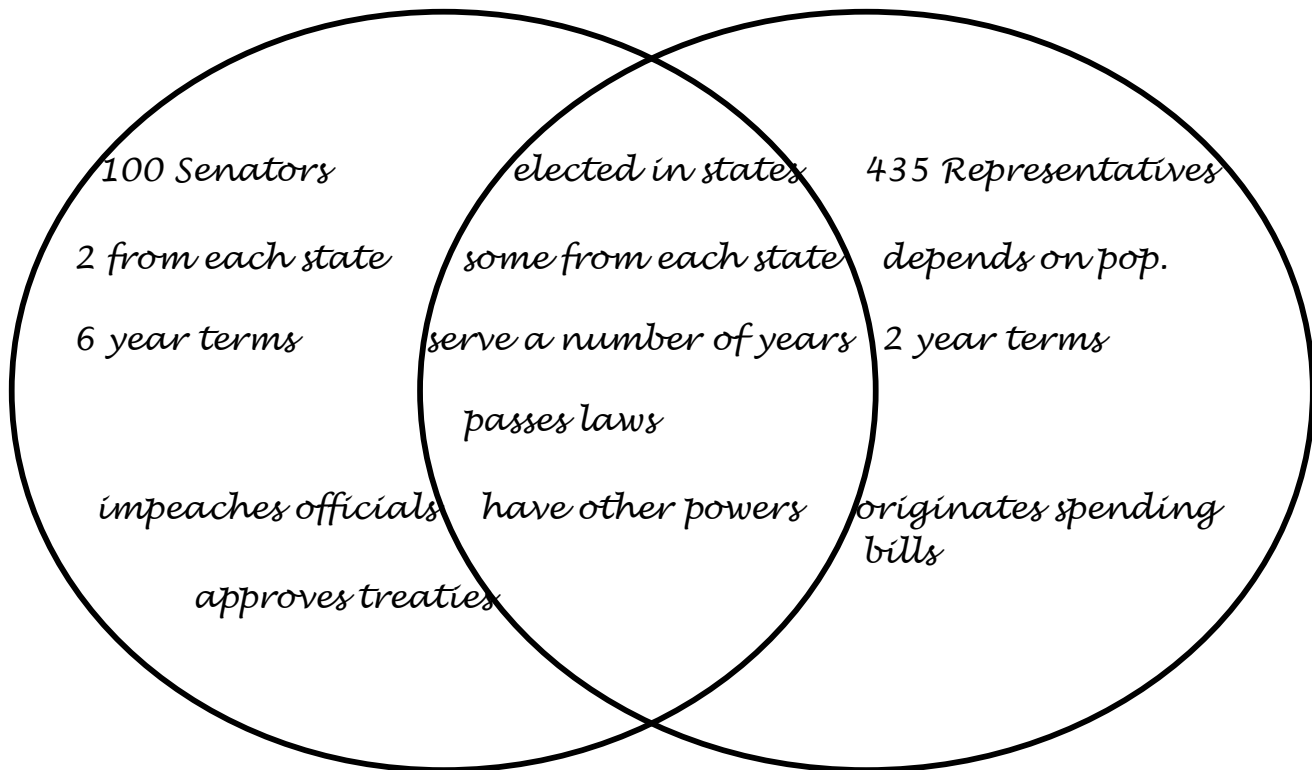 100 Senators
2 from each state
6 year terms
impeaches officials
approves treaties
elected in states
some from each state
serve a number of years
passes laws
have other powers
435 Representatives
depends on pop.
2 year terms
originates spending
bills